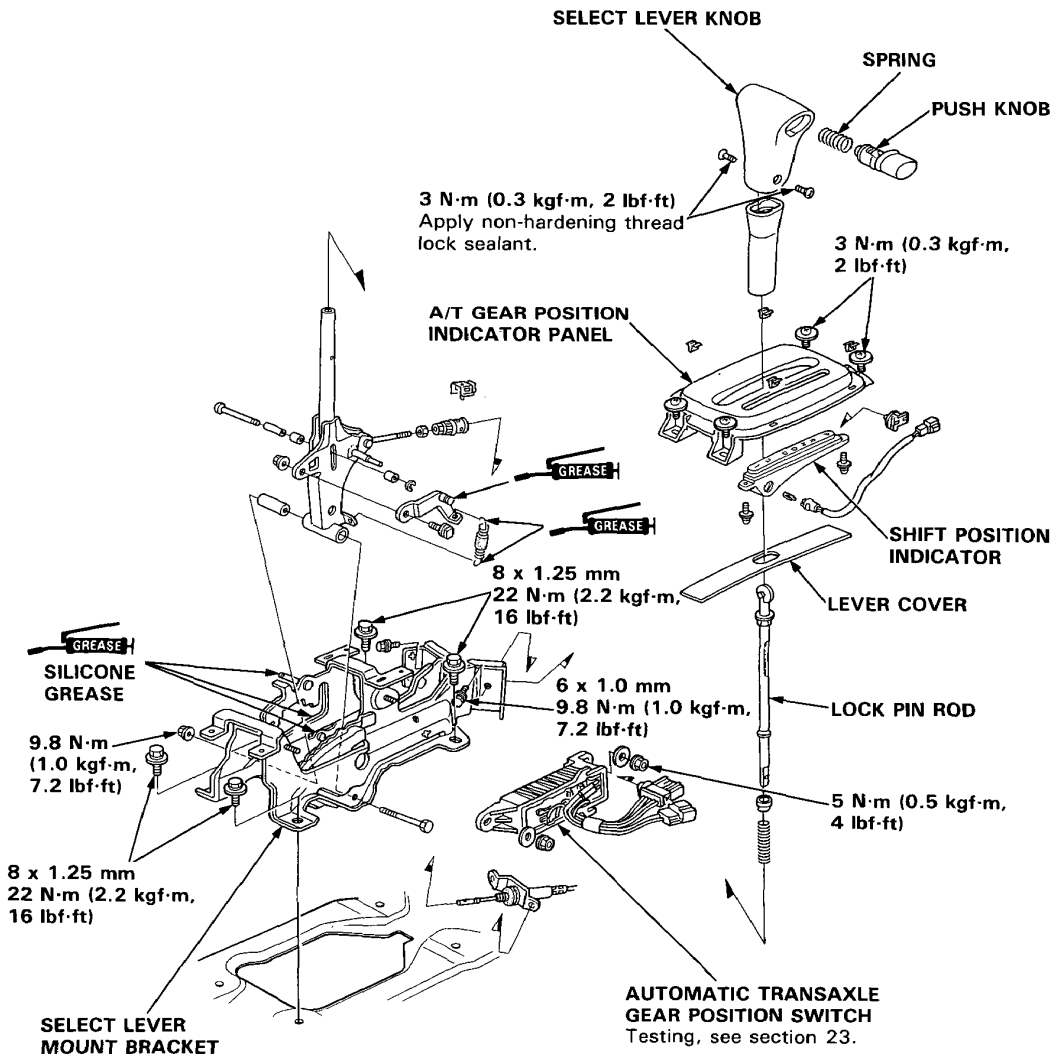 SELECT LEVER KNOB
SPRING
PUSH KNOB
3 N·m (0.3 kgf·m, 2 lbf·ft)
Apply non-hardening thread
lock sealant.
3 N·m (0.3 kgf·m,
2 lbf·ft)
A/T GEAR POSITION
INDICATOR PANEL
GREASE
GREASE
SHIFT POSITION
INDICATOR
8 x 1.25 mm
22 N·m (2.2 kgf·m,
16 lbf·ft)
LEVER COVER
GREASE
SILICONE
GREASE
6 x 1.0 mm
9.8 N·m (1.0 kgf·m,
7.2 lbf·ft)
LOCK PIN ROD
9.8 N·m
(1.0 kgf·m,
7.2 lbf·ft)
5 N·m (0.5 kgf·m,
4 lbf·ft)
8 x 1.25 mm
22 N·m (2.2 kgf·m,
16 lbf·ft)
AUTOMATIC TRANSAXLE
GEAR POSITION SWITCH
Testing, see section 23.
SELECT LEVER
MOUNT BRACKET